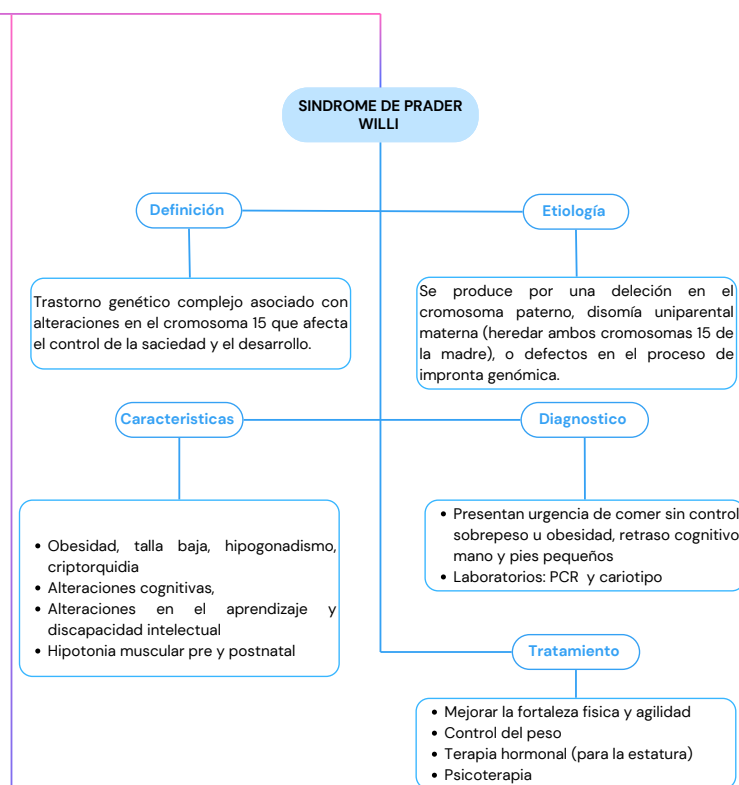 SINDROME DE PRADER
WILLI
Definición
Etiología
Trastorno genético complejo asociado con
alteraciones en el cromosoma 15 que afecta
el control de la saciedad y el desarrollo.
Se produce por una deleción en el
cromosoma paterno, disomía uniparental
materna (heredar ambos cromosomas 15 de
la madre), o defectos en el proceso de
impronta genómica.
Caracteristicas
Diagnostico
• Obesidad, talla baja, hipogonadismo,
criptorquidia
• Alteraciones cognitivas,
• Alteraciones en el aprendizaje y
discapacidad intelectual
• Hipotonia muscular pre y postnatal
• Presentan urgencia de comer sin control
sobrepeso u obesidad, retraso cognitivo
mano y pies pequeños
• Laboratorios: PCR y cariotipo
Tratamiento
• Mejorar la fortaleza fisica y agilidad
• Control del peso
• Terapia hormonal (para la estatura)
• Psicoterapia